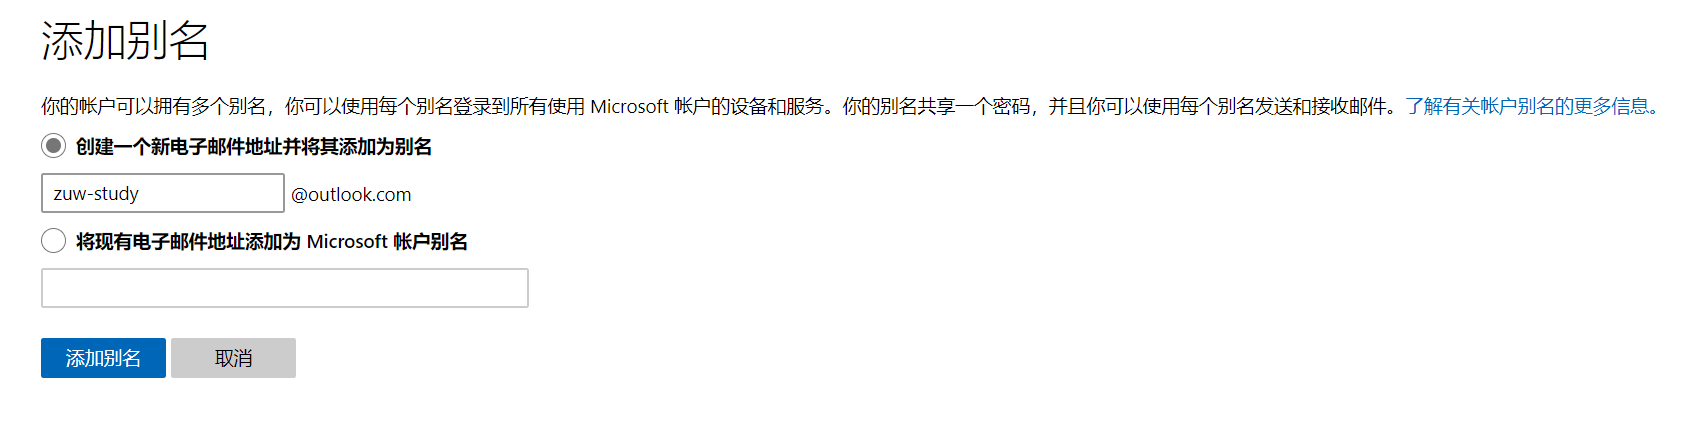 添加别名
你的帐户可以拥有多个别名，你可以使用每个别名登录到所有使用 Microsoft 帐户的设备和服务。你的别名共享一个密码，并且你可以使用每个别名发送和接收邮件。了解有关帐户别名的更多信息。
创建一个新电子邮件地址并将其添加为别名
zuw-study @outlook.com
将现有电子邮件地址添加为 Microsoft 帐户别名
添加别名 取消